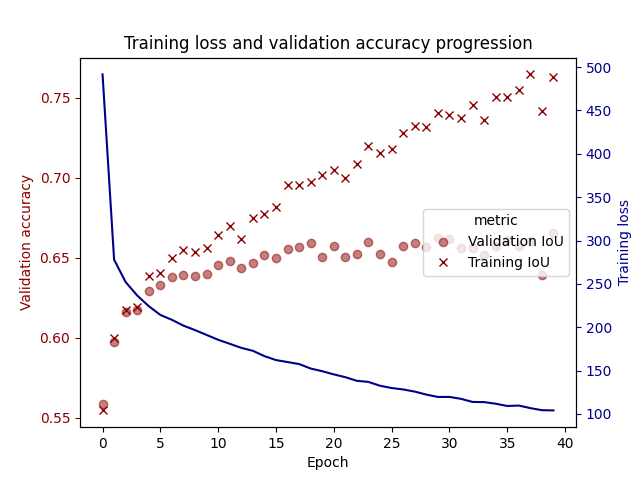 Training loss and validation accuracy progression
0.75
0.70
0.65
0.60
0.55
Validation accuracy
500
450
400
350
300
250
200
150
100
Training loss
metric
Validation IoU
Training IoU
0 5 10 15 20 25 30 35 40
Epoch